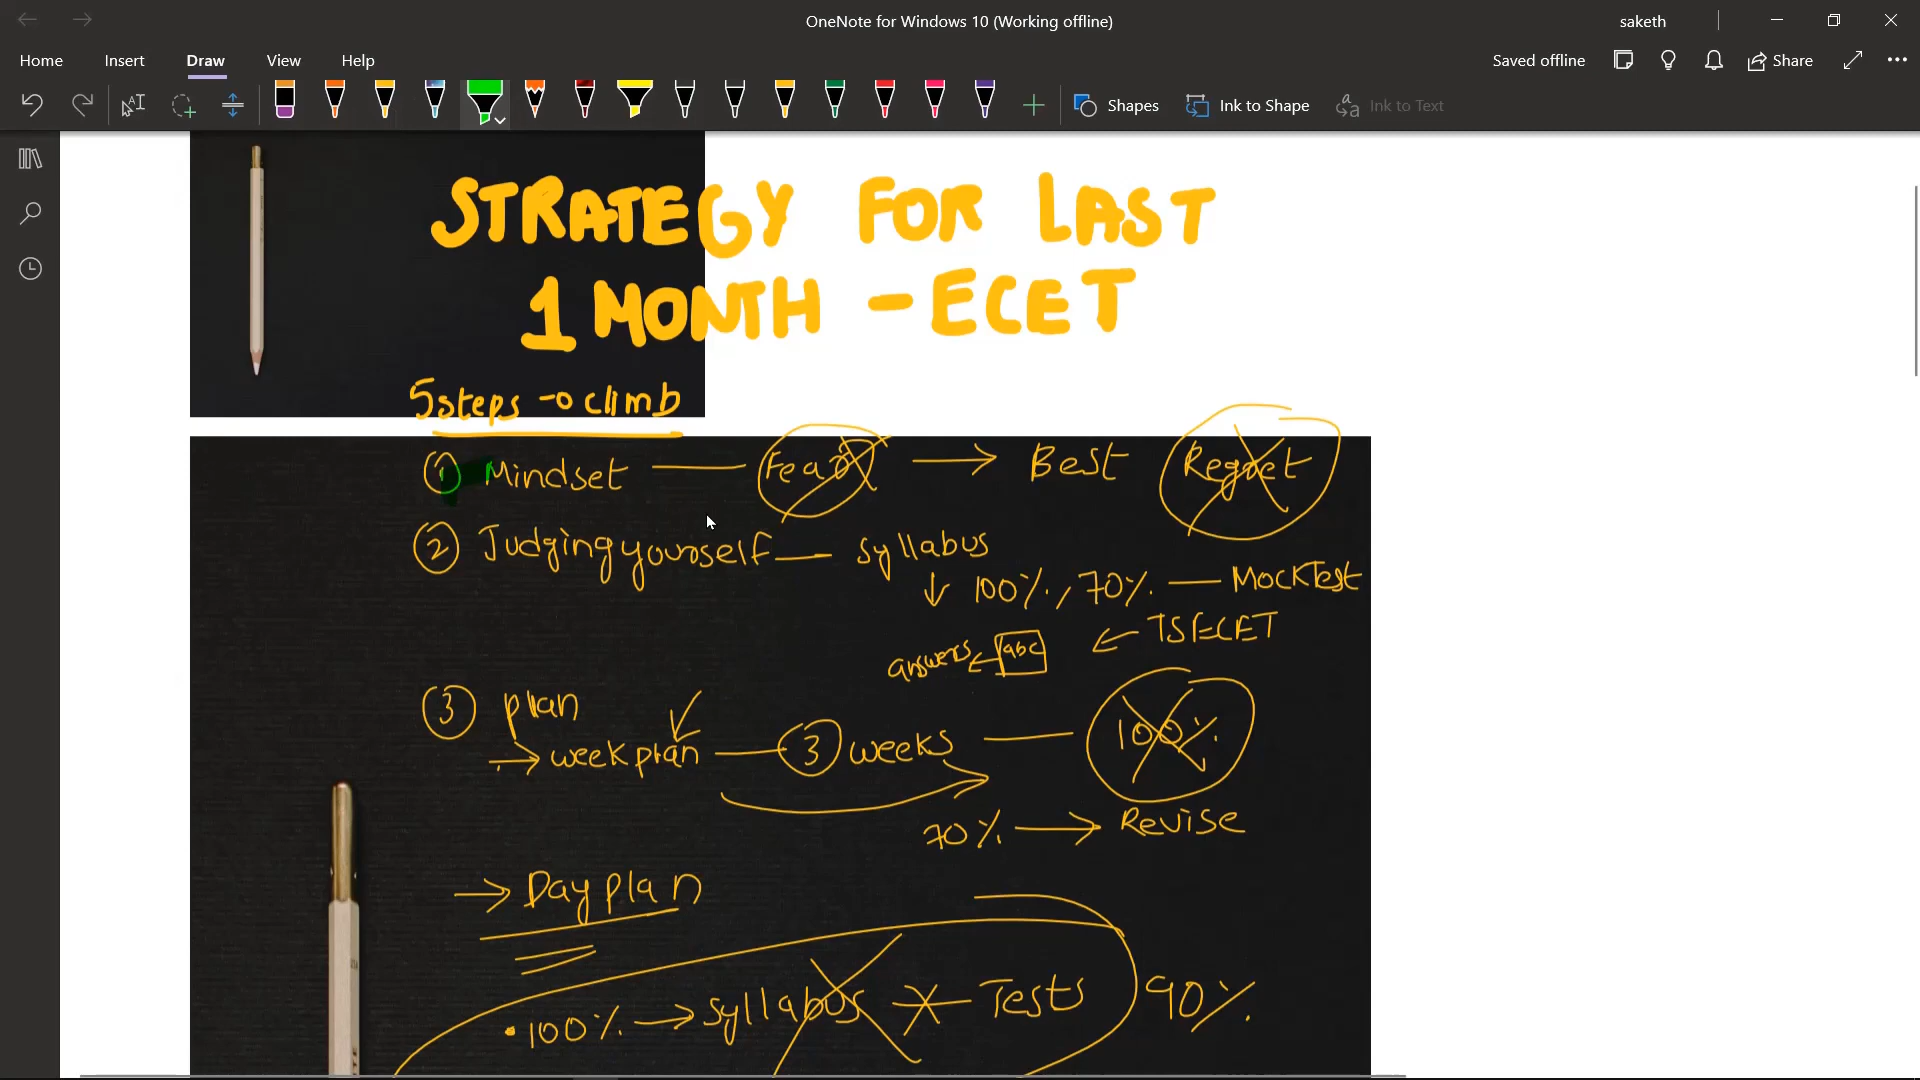 OneNote for Windows 10 (Working offline)
saketh
Home Insert Draw View Help
Saved offline Share
Shapes Ink to Shape Ink to Text
STRATEGY FOR LAST
1 MONTH - ECET
5 steps → climb
① Mindset — Fear → Best Regret
② Judging yourself — syllabus
↓ 100%, 70% — MockTest
← TSECET
answers ← abc
③ plan
→ week plan — ③ weeks — 100%
70% → Revise
→ Day plan
• 100% → syllabus — Tests 90%